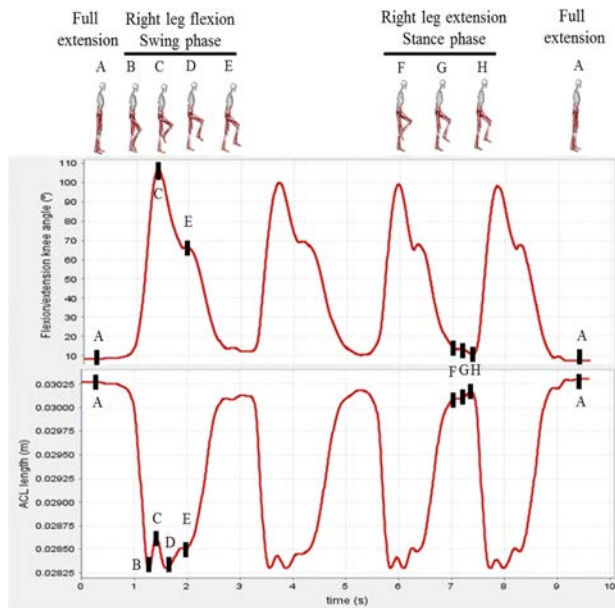 Full extension
Right leg flexion Swing phase
Right leg extension Stance phase
Full extension
A B C D E F G H A
110
100
90
80
70
60
50
40
30
20
10
Flexion/extension knee angle (º)
C
E
A
F G H
A
0.03025
0.03000
0.02975
0.02950
0.02925
0.02900
0.02875
0.02850
0.02825
ACL length (m)
A
C
E
D
B
A
0 1 2 3 4 5 6 7 8 9 10
time (s)